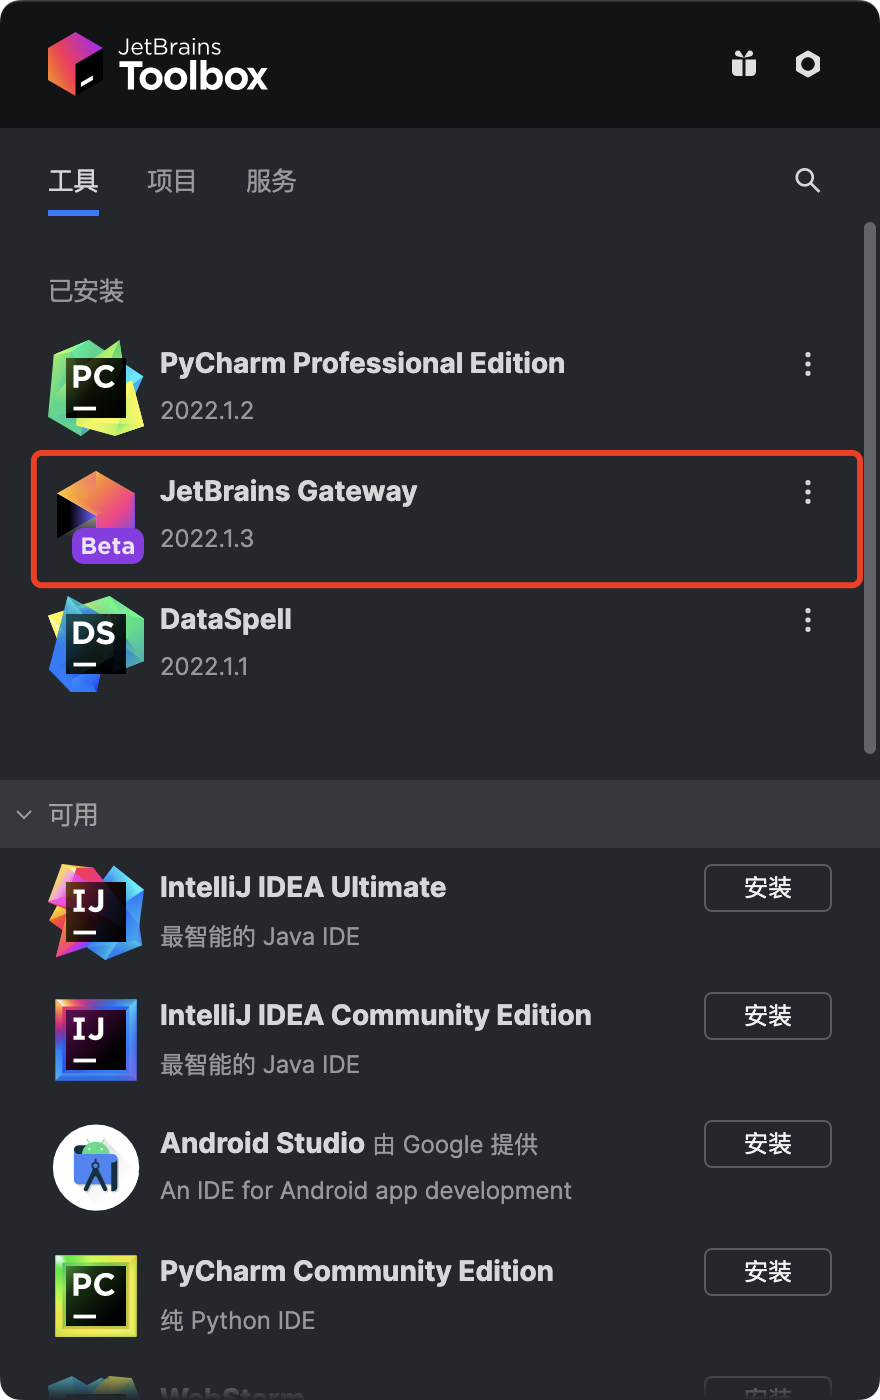 JetBrains
Toolbox
工具 项目 服务
已安装
PC
PyCharm Professional Edition
2022.1.2
JetBrains Gateway
Beta
2022.1.3
DS
DataSpell
2022.1.1
可用
IJ
IntelliJ IDEA Ultimate
安装
最智能的 Java IDE
IJ
IntelliJ IDEA Community Edition
安装
最智能的 Java IDE
Android Studio 由 Google 提供
安装
An IDE for Android app development
PC
PyCharm Community Edition
安装
纯 Python IDE
WebStorm
安装